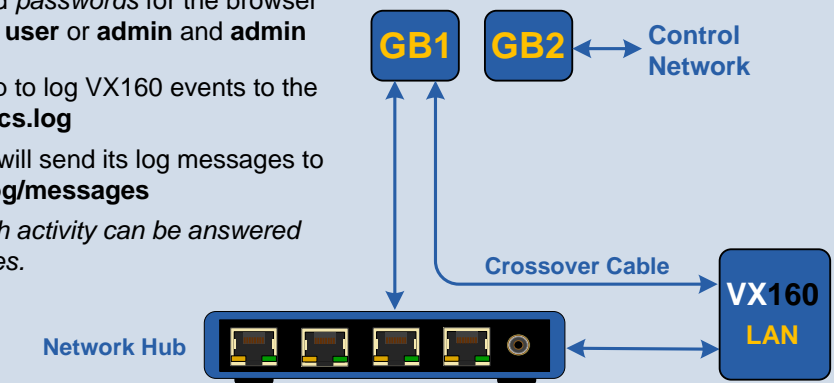 passwords for the browser
user or admin and admin
to log VX160 events to the
cs.log
will send its log messages to
og/messages
activity can be answered
GB1
GB2
Control
Network
Crossover Cable
VX160
LAN
Network Hub